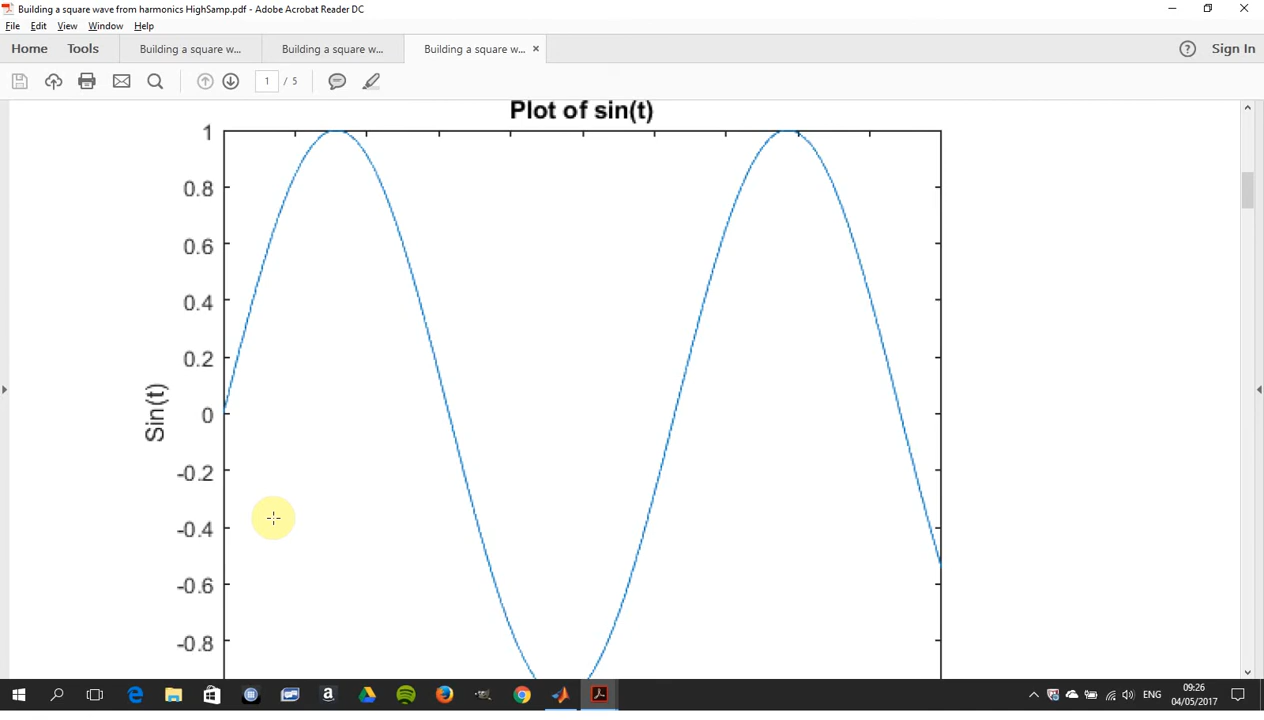 Building a square wave from harmonics HighSamp.pdf - Adobe Acrobat Reader DC
File Edit View Window Help
Home Tools Building a square w... Building a square w... Building a square w... × ? Sign In
1 / 5
Plot of sin(t)
1
0.8
0.6
0.4
0.2
0
-0.2
-0.4
-0.6
-0.8
Sin(t)
ENG
09:26
04/05/2017